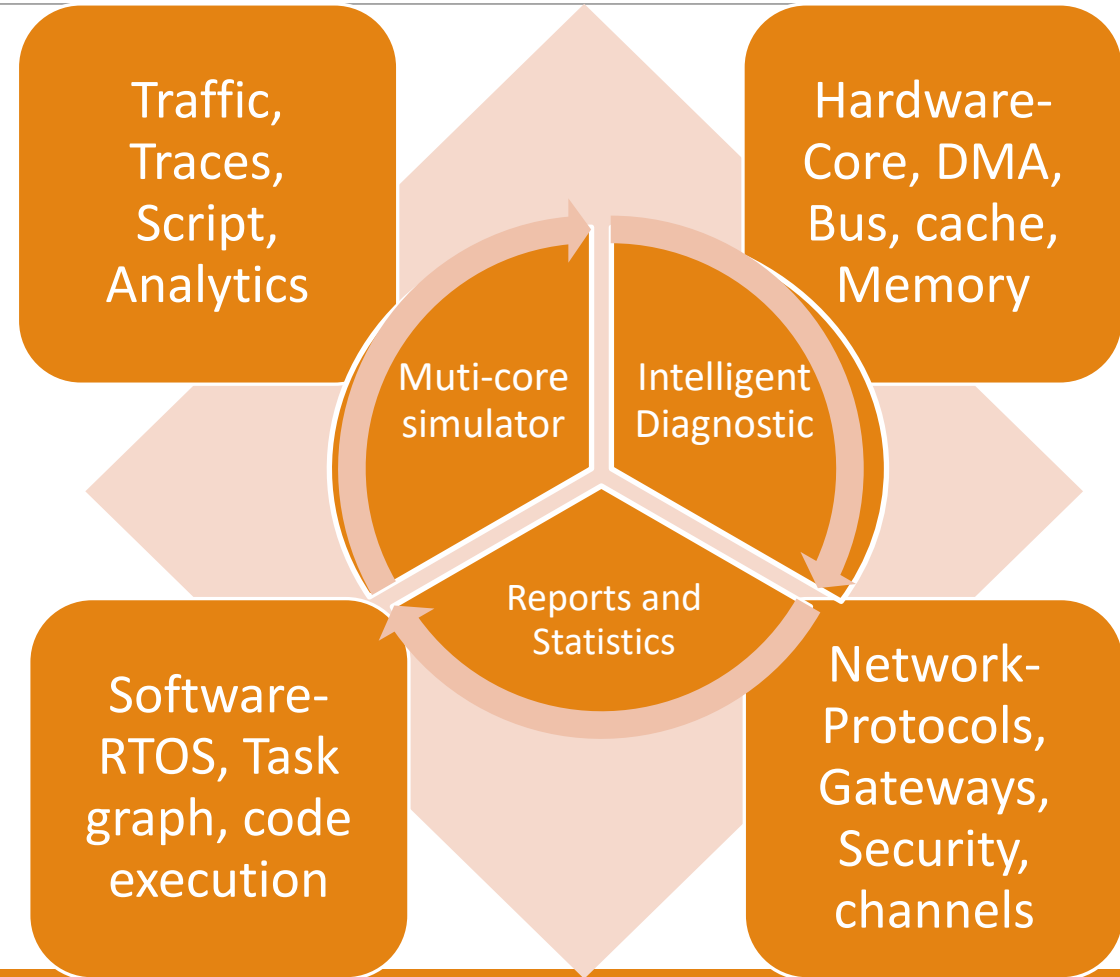 Traffic,
Traces,
Script,
Analytics
Hardware-
Core, DMA,
Bus, cache,
Memory
Muti-core
simulator
Intelligent
Diagnostic
Reports and
Statistics
Software-
RTOS, Task
graph, code
execution
Network-
Protocols,
Gateways,
Security,
channels